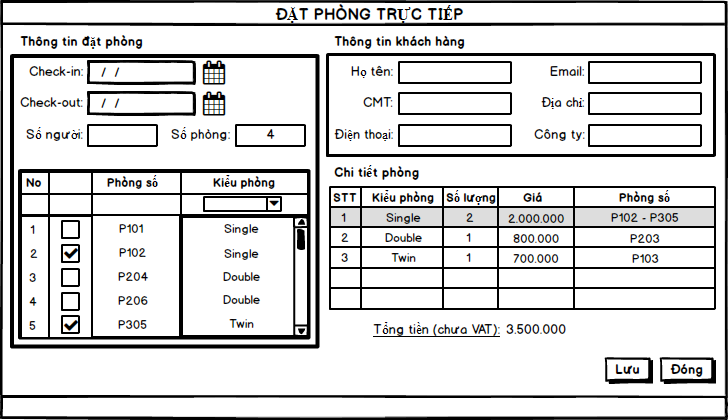 ĐẶT PHÒNG TRỰC TIẾP
Thông tin đặt phòng
Check-in: / /
Check-out: / /
Số người: Số phòng: 4
No Phòng số Kiểu phòng
1 P101 Single
2 P102 Single
3 P204 Double
4 P206 Double
5 P305 Twin
Thông tin khách hàng
Họ tên: Email:
CMT: Địa chỉ:
Điện thoại: Công ty:
Chi tiết phòng
STT Kiểu phòng Số lượng Giá Phòng số
1 Single 2 2.000.000 P102 - P305
2 Double 1 800.000 P203
3 Twin 1 700.000 P103
Tổng tiền (chưa VAT): 3.500.000
Lưu Đóng